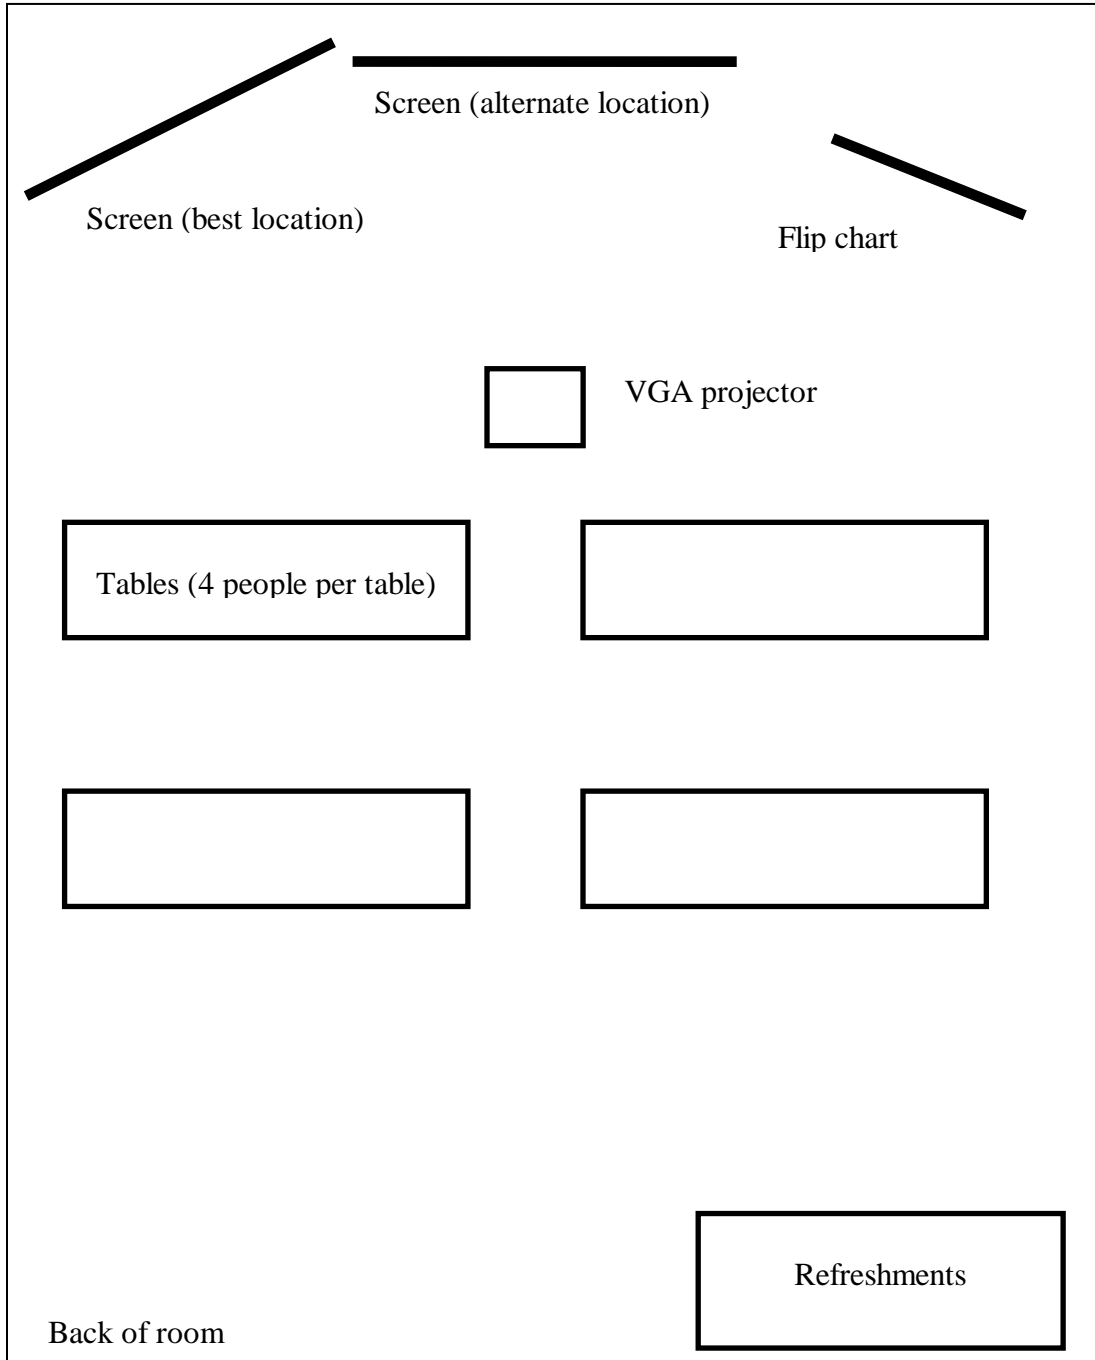 Screen (alternate location)
Screen (best location)
Flip chart
VGA projector
Tables (4 people per table)
Refreshments
Back of room